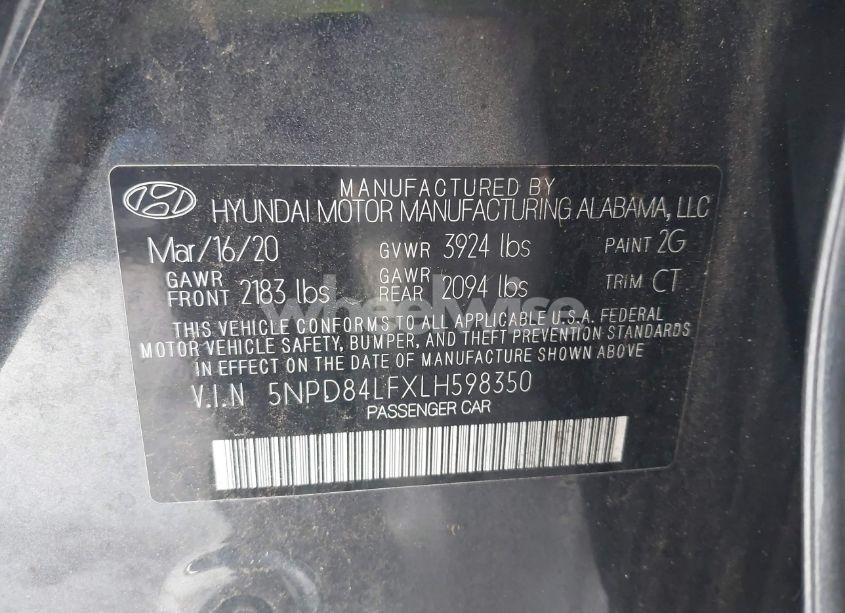 MANUFACTURED BY
HYUNDAI MOTOR MANUFACTURING ALABAMA, LLC
Mar/16/20 GVWR 3924 lbs PAINT 2G
GAWR FRONT 2183 lbs GAWR REAR 2094 lbs TRIM CT
wheelwise
THIS VEHICLE CONFORMS TO ALL APPLICABLE U.S.A. FEDERAL
MOTOR VEHICLE SAFETY, BUMPER, AND THEFT PREVENTION STANDARDS
IN EFFECT ON THE DATE OF MANUFACTURE SHOWN ABOVE
V.I.N 5NPD84LFXLH598350
PASSENGER CAR